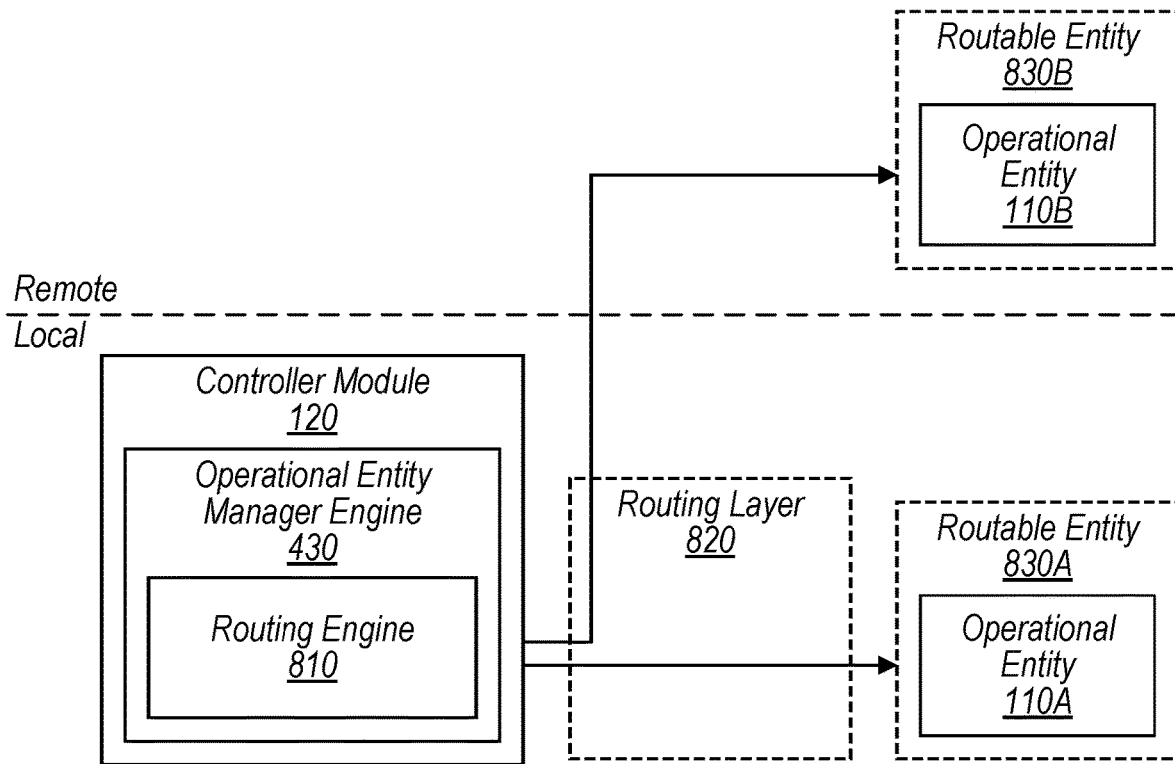 Routable Entity
830B
Operational
Entity
110B
Remote
Local
Controller Module
120
Operational Entity
Manager Engine
430
Routing Engine
810
Routing Layer
820
Routable Entity
830A
Operational
Entity
110A